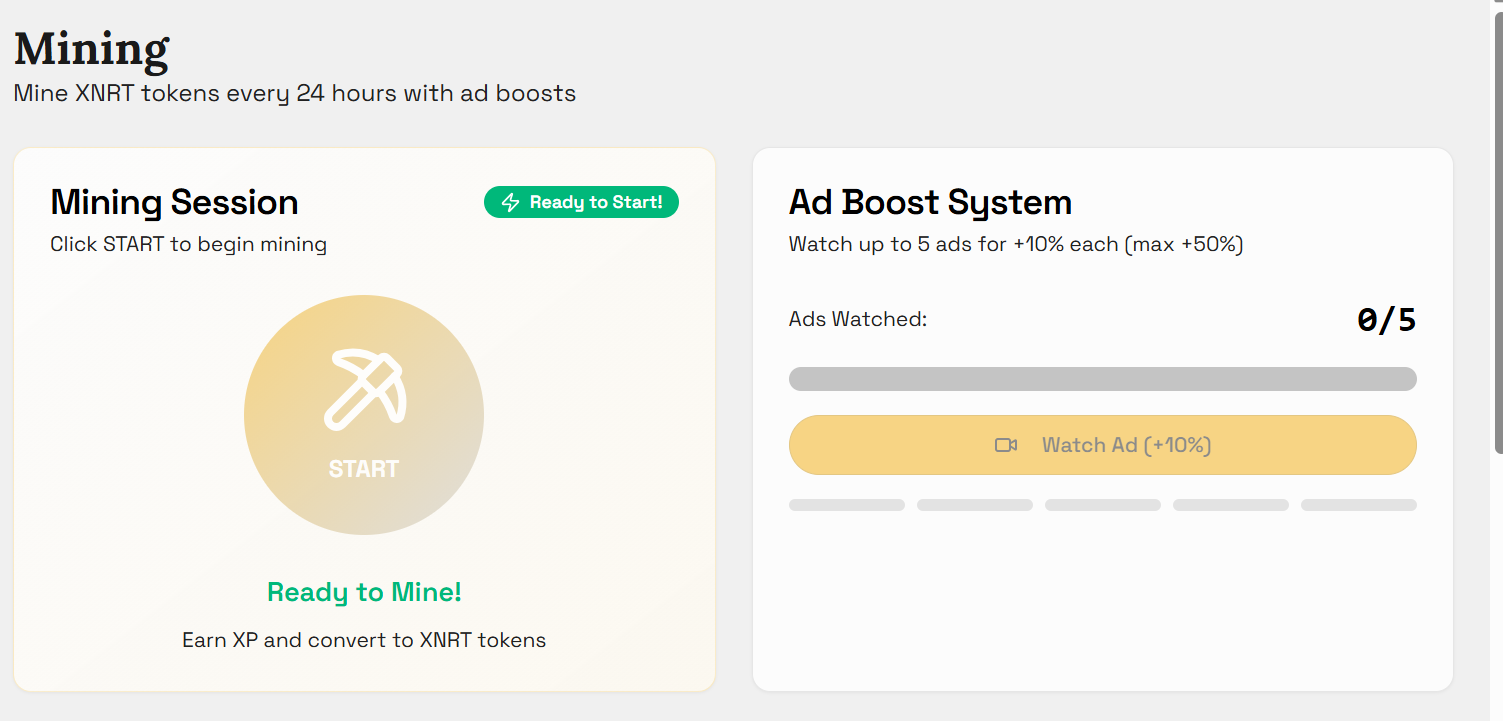 Mining
Mine XNRT tokens every 24 hours with ad boosts
Mining Session
Ready to Start!
Click START to begin mining
START
Ready to Mine!
Earn XP and convert to XNRT tokens
Ad Boost System
Watch up to 5 ads for +10% each (max +50%)
Ads Watched:
0/5
Watch Ad (+10%)